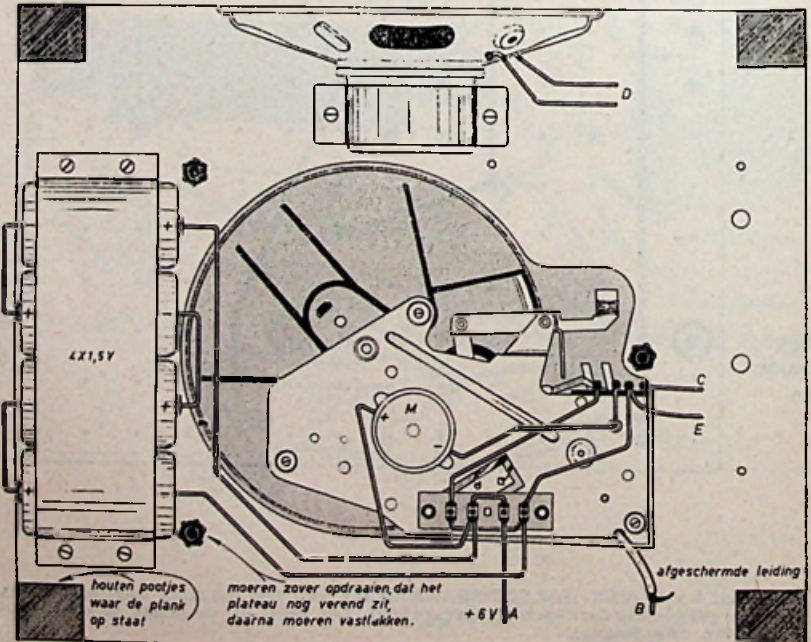 D
4X1,5V
+
-
+
-
+
-
+
-
M
+
-
C
E
houten pootjes
waar de plank
op staat
moeren zover opdraaien, dat het
plateau nog verend zit,
daarna moeren vastlakken.
+6V
A
afgeschermde leiding
B